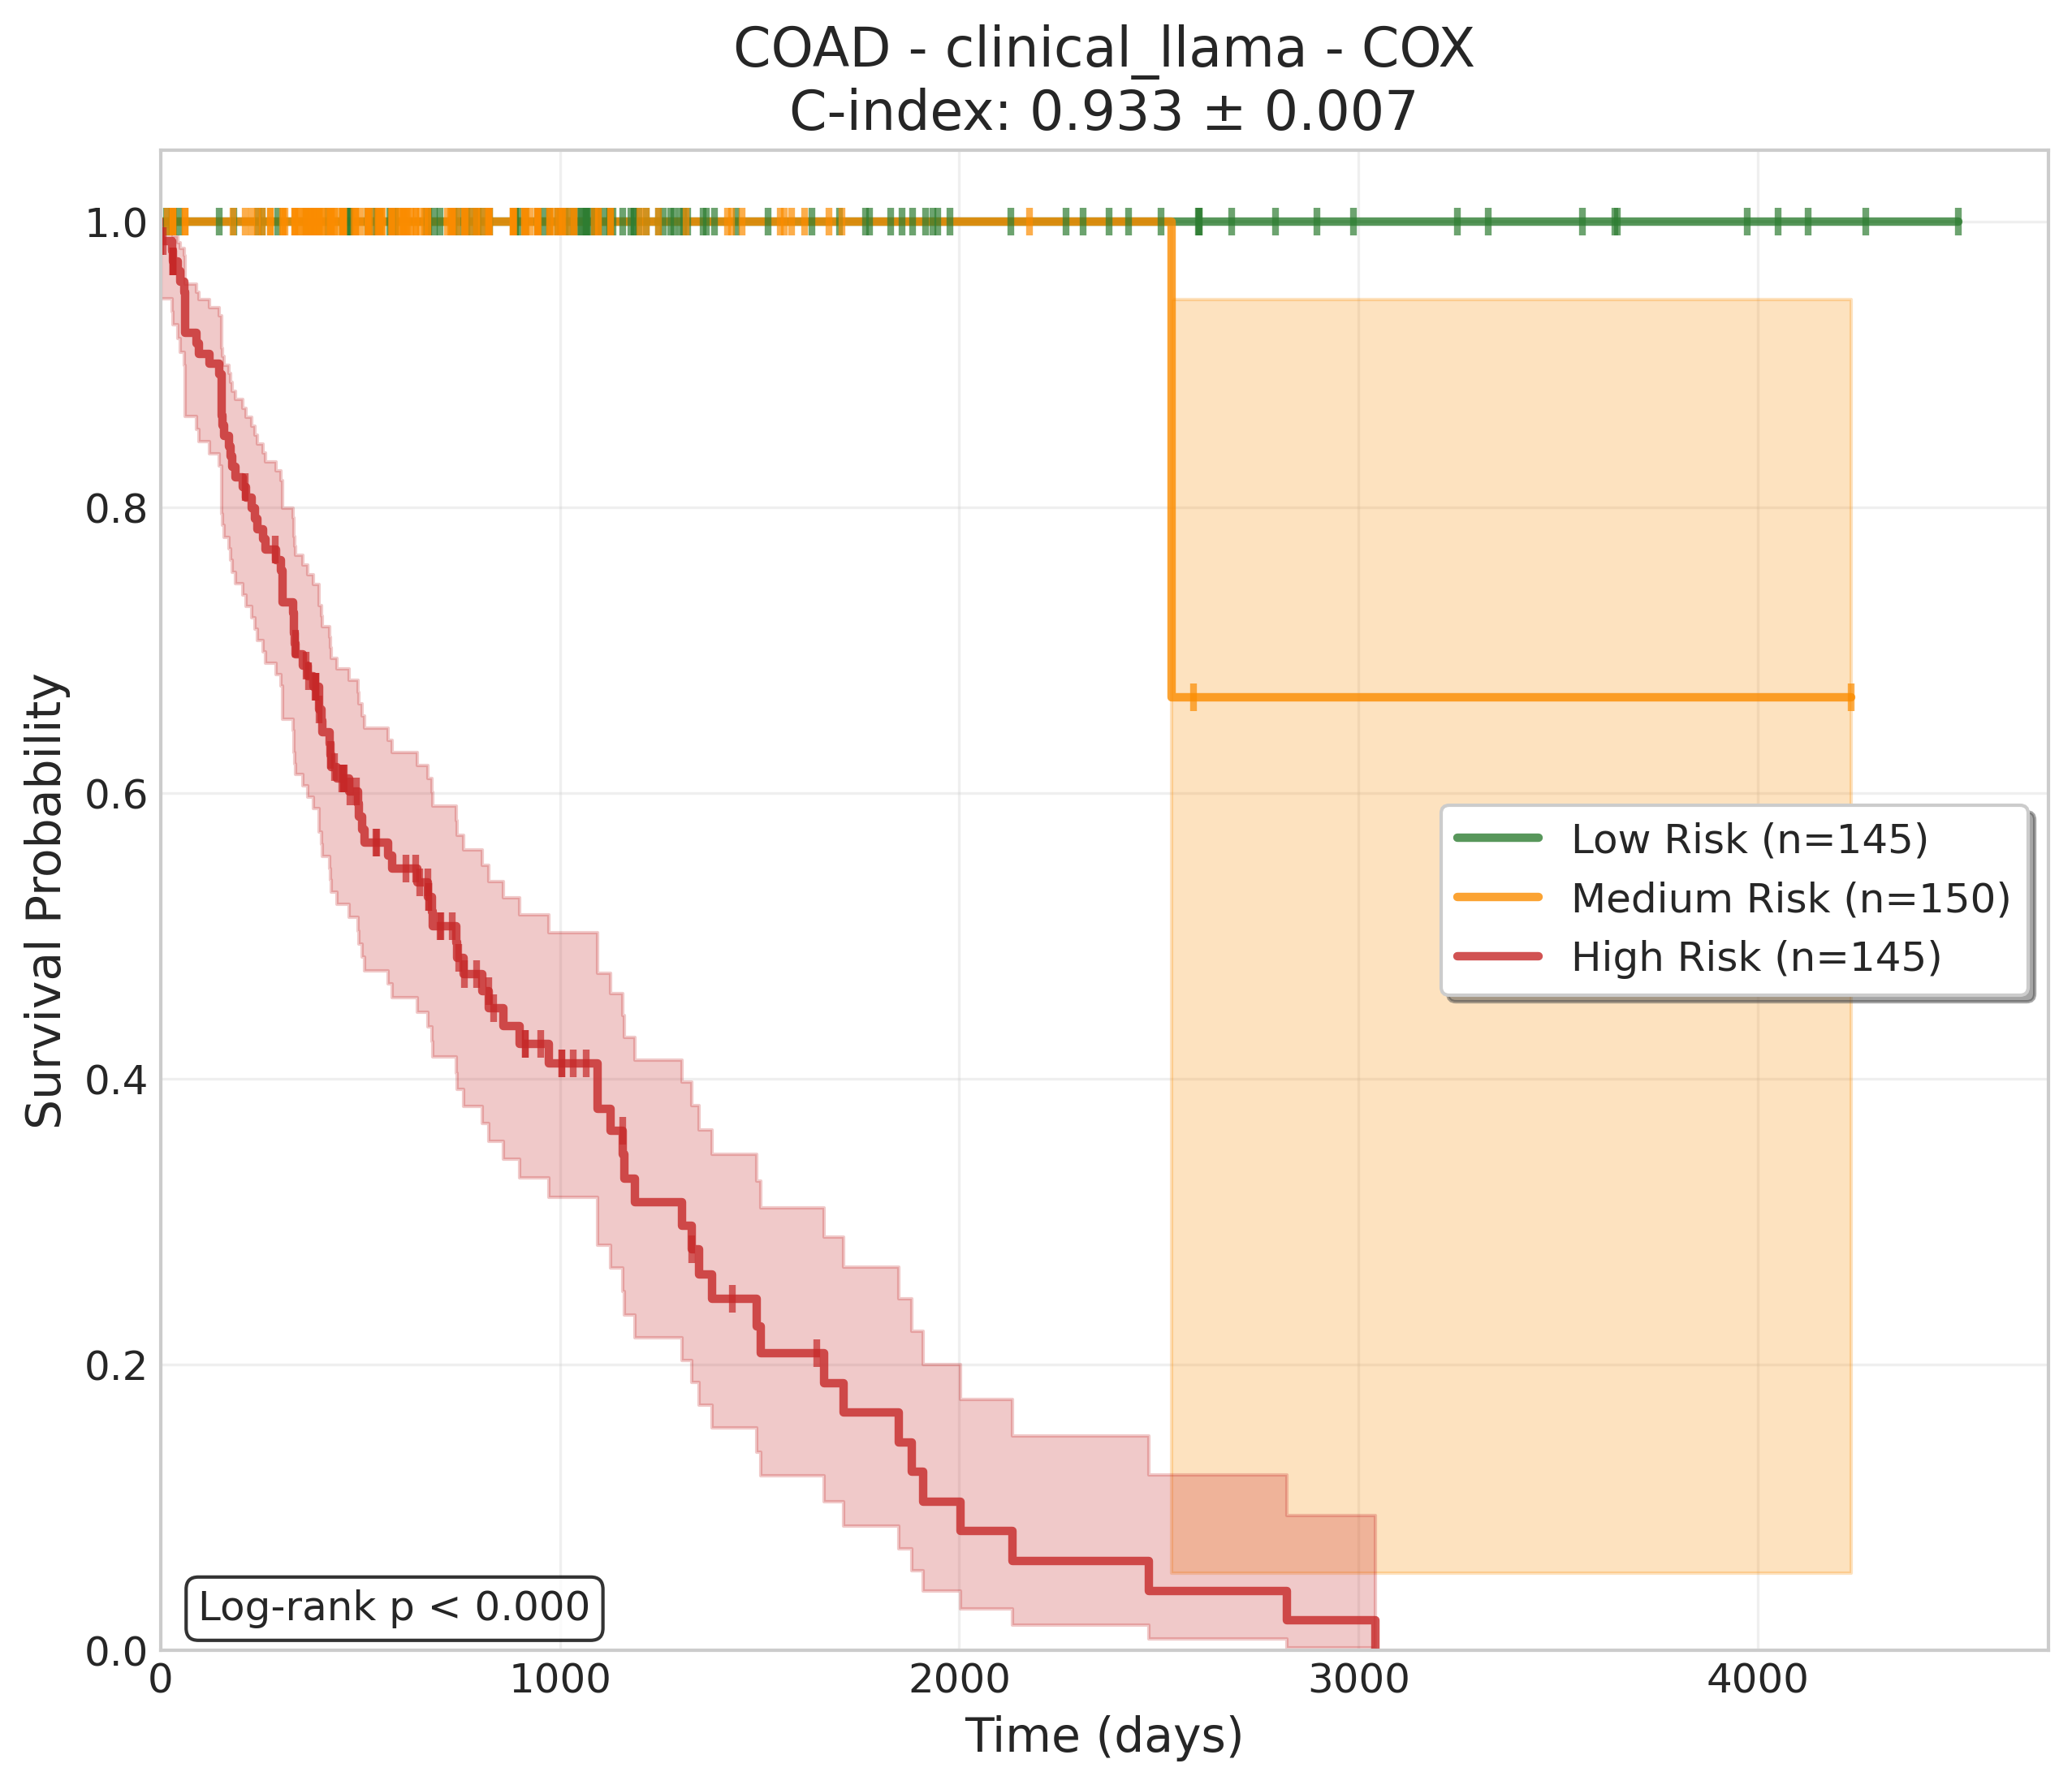 COAD - clinical_llama - COX
C-index: 0.933 ± 0.007
Survival Probability
1.0
0.8
0.6
0.4
0.2
0.0
Low Risk (n=145)
Medium Risk (n=150)
High Risk (n=145)
Log-rank p < 0.000
0 1000 2000 3000 4000
Time (days)